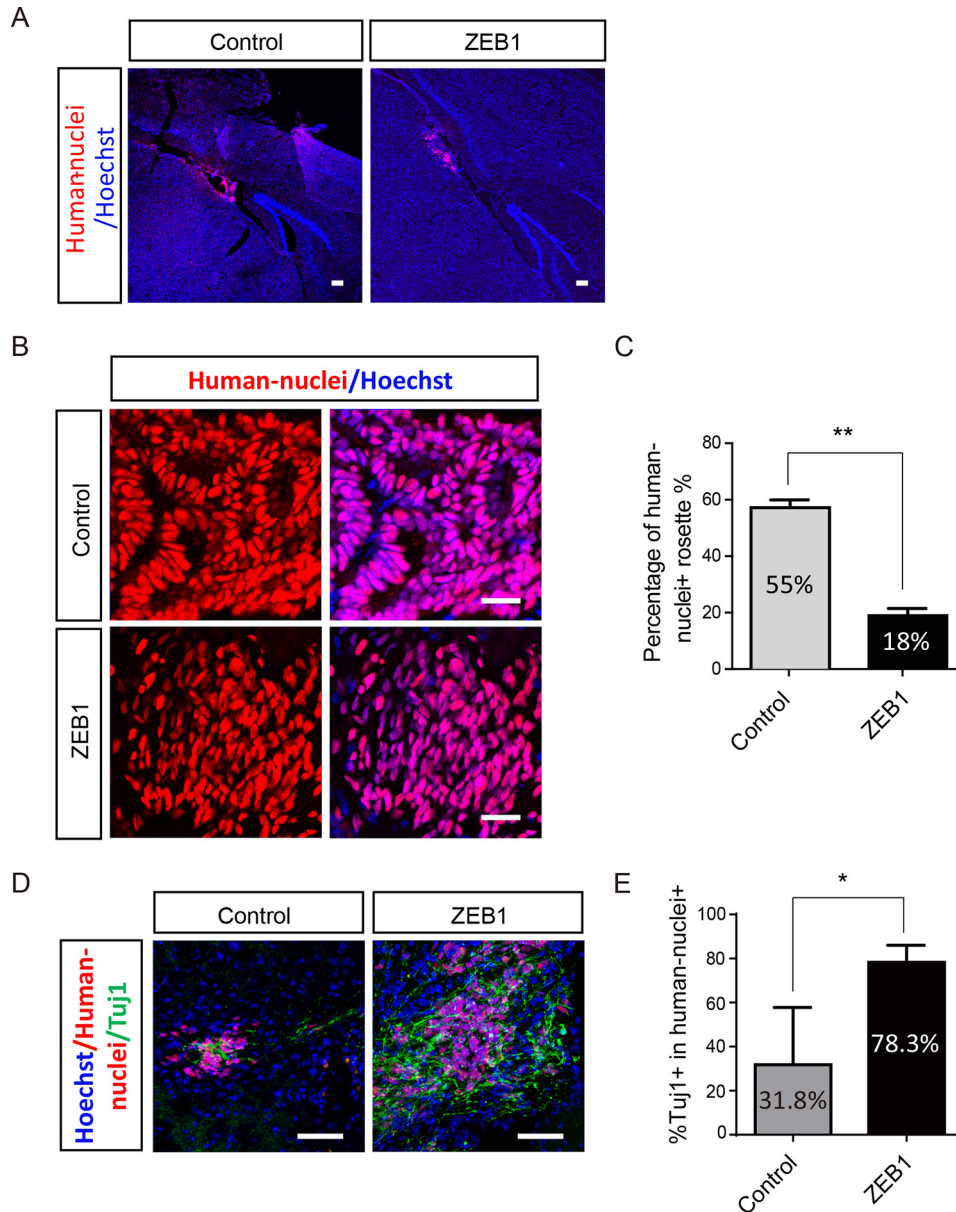 A
Control
ZEB1
Human-nuclei
/Hoechst
B
Human-nuclei/Hoechst
Control
ZEB1
C
Percentage of human-
nuclei+ rosette %
80
60
40
20
0
**
55%
18%
Control
ZEB1
D
Control
ZEB1
Hoechst/Human-
nuclei/Tuj1
E
%Tuj1+ in human-nuclei+
100
80
60
40
20
0
*
31.8%
78.3%
Control
ZEB1